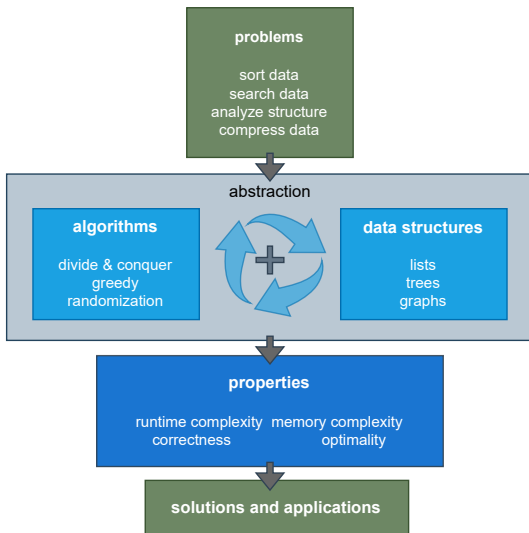 problems
sort data
search data
analyze structure
compress data
abstraction
algorithms
divide & conquer
greedy
randomization
data structures
lists
trees
graphs
properties
runtime complexity memory complexity
correctness optimality
solutions and applications